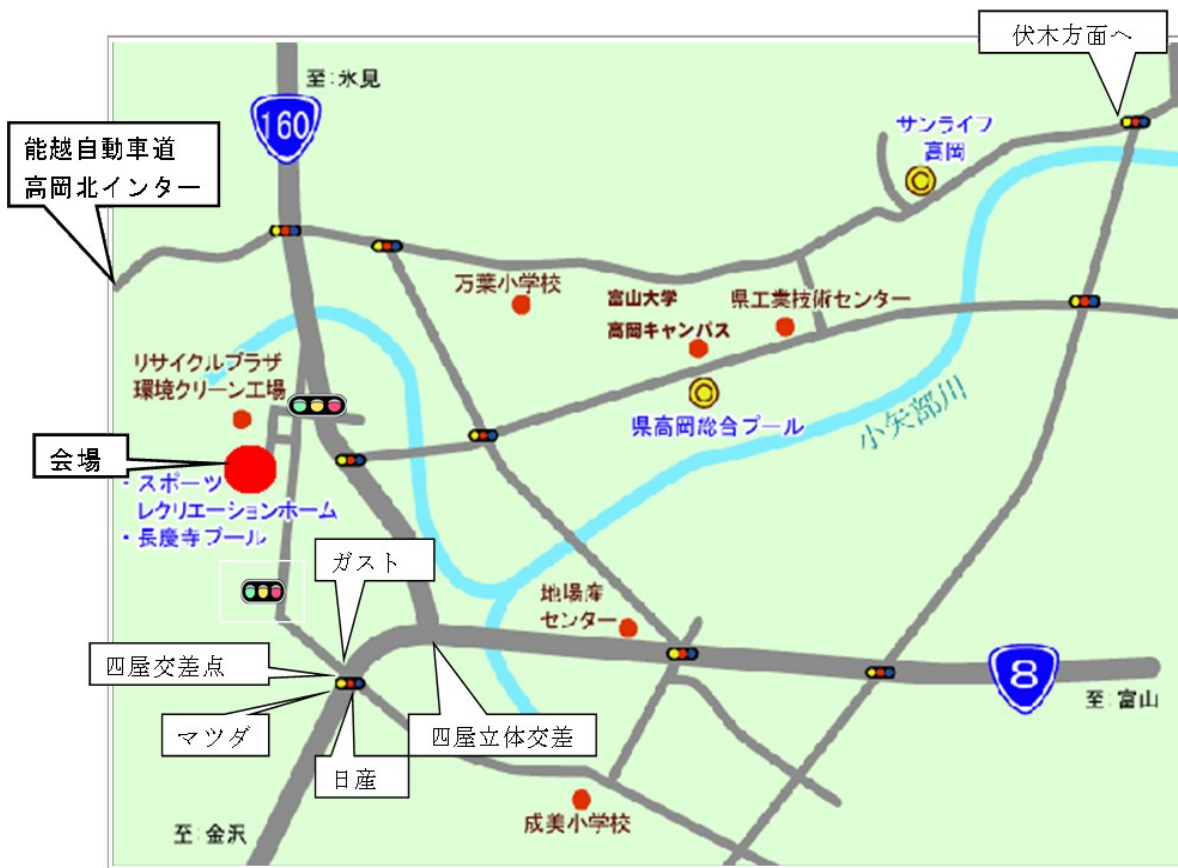 伏木方面へ
至:氷見
160
サンライフ
高岡
能越自動車道
高岡北インター
万葉小学校
富山大学
高岡キャンパス
県工業技術センター
リサイクルプラザ
環境クリーン工場
県高岡総合プール
小矢部川
会場
・スポーツ
レクリエーションホーム
・長慶寺プール
ガスト
地場産
センター
四屋交差点
8
至:富山
マツダ
四屋立体交差
日産
成美小学校
至:金沢